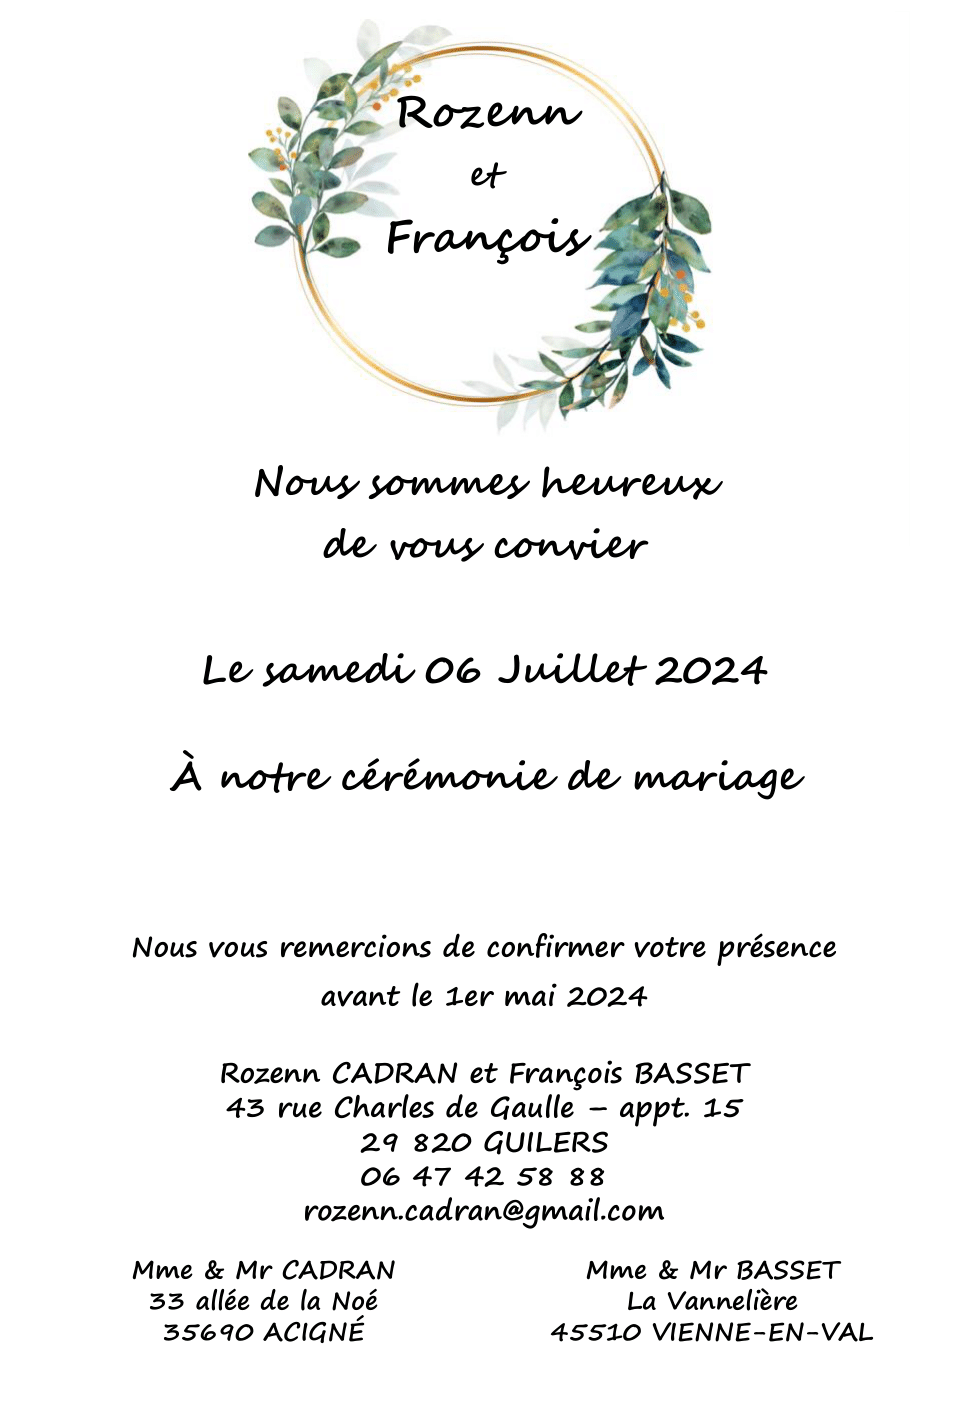 Rozenn
et
François
Nous sommes heureux
de vous convier
Le samedi 06 Juillet 2024
À notre cérémonie de mariage
Nous vous remercions de confirmer votre présence
avant le 1er mai 2024
Rozenn CADRAN et François BASSET
43 rue Charles de Gaulle – appt. 15
29 820 GUILERS
06 47 42 58 88
rozenn.cadran@gmail.com
Mme & Mr CADRAN
33 allée de la Noé
35690 ACIGNÉ
Mme & Mr BASSET
La Vannelière
45510 VIENNE-EN-VAL